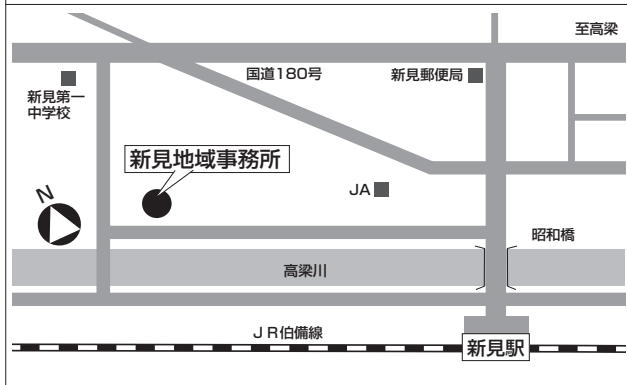 至高梁
国道180号
新見郵便局
新見第一
中学校
新見地域事務所
JA
N
昭和橋
高梁川
JR伯備線
新見駅